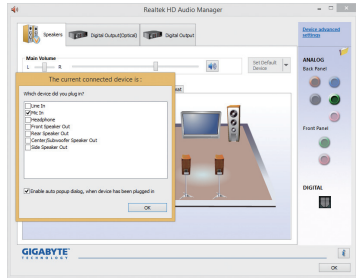 Realtek HD Audio Manager
Speakers
Digital Output(Optical)
Digital Output
Device advanced settings
Main Volume
L
R
Set Default Device
ANALOG
Back Panel
The current connected device is :
Which device did you plug in?
Line In
Mic In
Headphone
Front Speaker Out
Rear Speaker Out
Center/Subwoofer Speaker Out
Side Speaker Out
Enable auto popup dialog, when device has been plugged in
OK
Front Panel
DIGITAL
GIGABYTE
TECHNOLOGY
OK